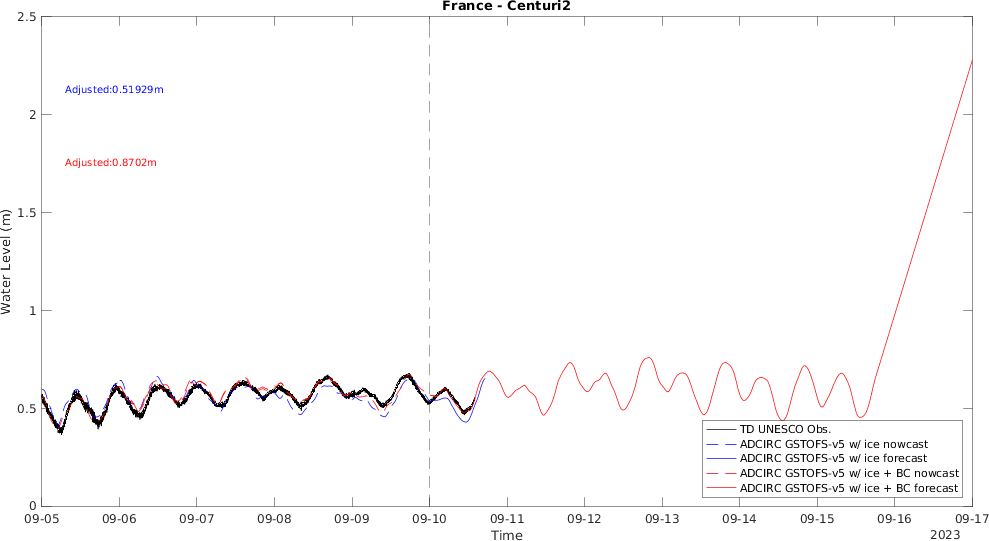 France - Centuri2
2.5
2
1.5
1
0.5
0
Water Level (m)
Adjusted:0.51929m
Adjusted:0.8702m
TD UNESCO Obs.
ADCIRC GSTOFS-v5 w/ ice nowcast
ADCIRC GSTOFS-v5 w/ ice forecast
ADCIRC GSTOFS-v5 w/ ice + BC nowcast
ADCIRC GSTOFS-v5 w/ ice + BC forecast
09-05 09-06 09-07 09-08 09-09 09-10 09-11 09-12 09-13 09-14 09-15 09-16 09-17
Time
2023